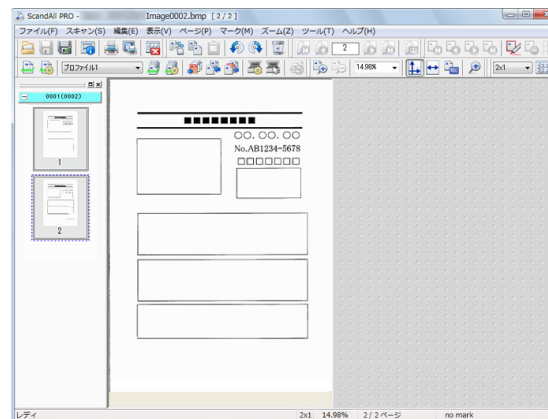 ScandAll PRO - Image0002.bmp [ 2 / 2 ]
ファイル(F) スキャン(S) 編集(E) 表示(V) ページ(P) マーク(M) ズーム(Z) ツール(T) ヘルプ(H)
2
プロファイル1 14.98% 2x1
0001(0002)
1
2
■■■■■■■■
○○. ○○. ○○
No.AB1234-5678
□□□□□□□
レディ 2x1 14.98% 2 / 2 ページ no mark